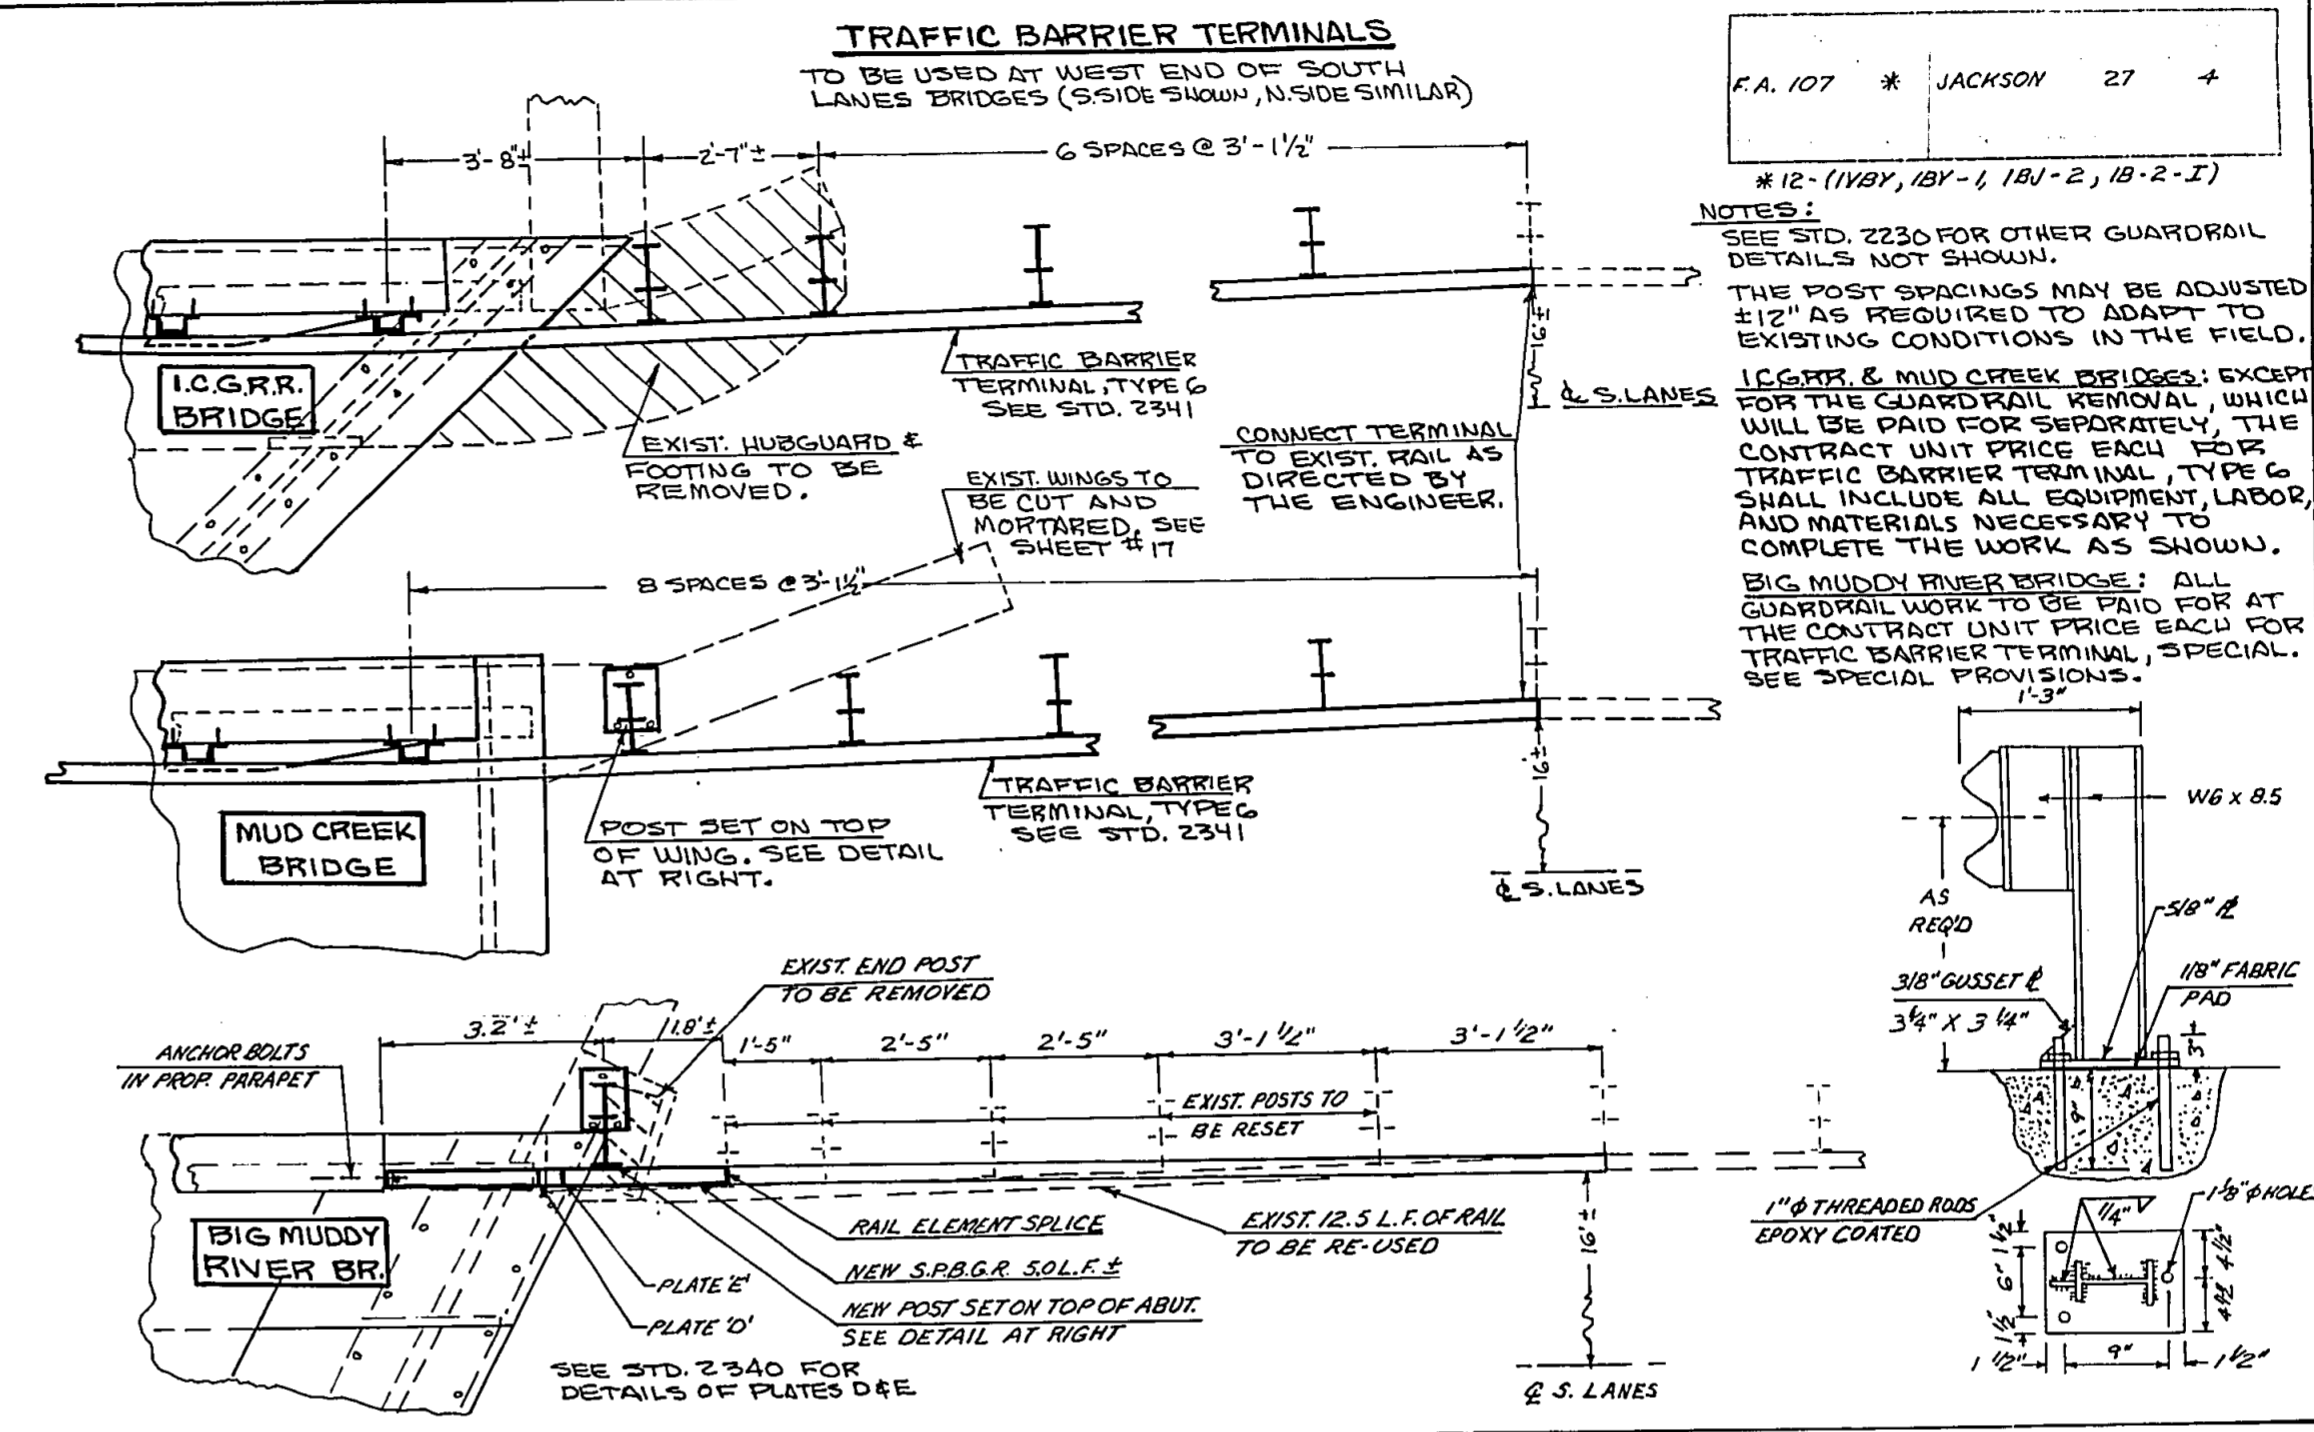 TRAFFIC BARRIER TERMINALS
TO BE USED AT WEST END OF SOUTH
LANES BRIDGES (S.SIDE SHOWN, N.SIDE SIMILAR)
F.A. 107 * JACKSON 27 4
*12-(1VBY, 1BY-1, 1BJ-2, 1B-2-I)
NOTES:
SEE STD. 2230 FOR OTHER GUARDRAIL
DETAILS NOT SHOWN.
THE POST SPACINGS MAY BE ADJUSTED
±12" AS REQUIRED TO ADAPT TO
EXISTING CONDITIONS IN THE FIELD.
I.C.G.RR. & MUD CREEK BRIDGES: EXCEPT
FOR THE GUARDRAIL REMOVAL, WHICH
WILL BE PAID FOR SEPARATELY, THE
CONTRACT UNIT PRICE EACH FOR
TRAFFIC BARRIER TERMINAL, TYPE 6
SHALL INCLUDE ALL EQUIPMENT, LABOR,
AND MATERIALS NECESSARY TO
COMPLETE THE WORK AS SHOWN.
BIG MUDDY RIVER BRIDGE: ALL
GUARDRAIL WORK TO BE PAID FOR AT
THE CONTRACT UNIT PRICE EACH FOR
TRAFFIC BARRIER TERMINAL, SPECIAL.
SEE SPECIAL PROVISIONS.
3'-8"± 2'-7"± 6 SPACES @ 3'-1½"
I.C.G.R.R.
BRIDGE
TRAFFIC BARRIER
TERMINAL, TYPE 6
SEE STD. 2341
16'±
℄ S.LANES
EXIST. HUBGUARD &
FOOTING TO BE
REMOVED.
EXIST. WINGS TO
BE CUT AND
MORTARED, SEE
SHEET #17
CONNECT TERMINAL
TO EXIST. RAIL AS
DIRECTED BY
THE ENGINEER.
8 SPACES @ 3'-1½"
MUD CREEK
BRIDGE
POST SET ON TOP
OF WING. SEE DETAIL
AT RIGHT.
TRAFFIC BARRIER
TERMINAL, TYPE 6
SEE STD. 2341
16'±
℄ S.LANES
EXIST. END POST
TO BE REMOVED
ANCHOR BOLTS
IN PROP. PARAPET
3.2'± 1.8'± 1'-5" 2'-5" 2'-5" 3'-1½" 3'-1½"
EXIST. POSTS TO
BE RESET
BIG MUDDY
RIVER BR.
PLATE 'E'
PLATE 'D'
RAIL ELEMENT SPLICE
NEW S.P.B.G.R. 5.0 L.F.±
NEW POST SET ON TOP OF ABUT.
SEE DETAIL AT RIGHT
EXIST. 12.5 L.F. OF RAIL
TO BE RE-USED
SEE STD. 2340 FOR
DETAILS OF PLATES D&E
16'±
℄ S. LANES
1'-3"
W6 x 8.5
AS
REQ'D
5/8" ℄
3/8" GUSSET ℄
3¼" X 3¼"
1/8" FABRIC
PAD
3"
9"
1"Φ THREADED RODS
EPOXY COATED
1/4"
1⅛"Φ HOLES
1½"
6"
1½"
4½"
4½"
1½" 9" 1½"